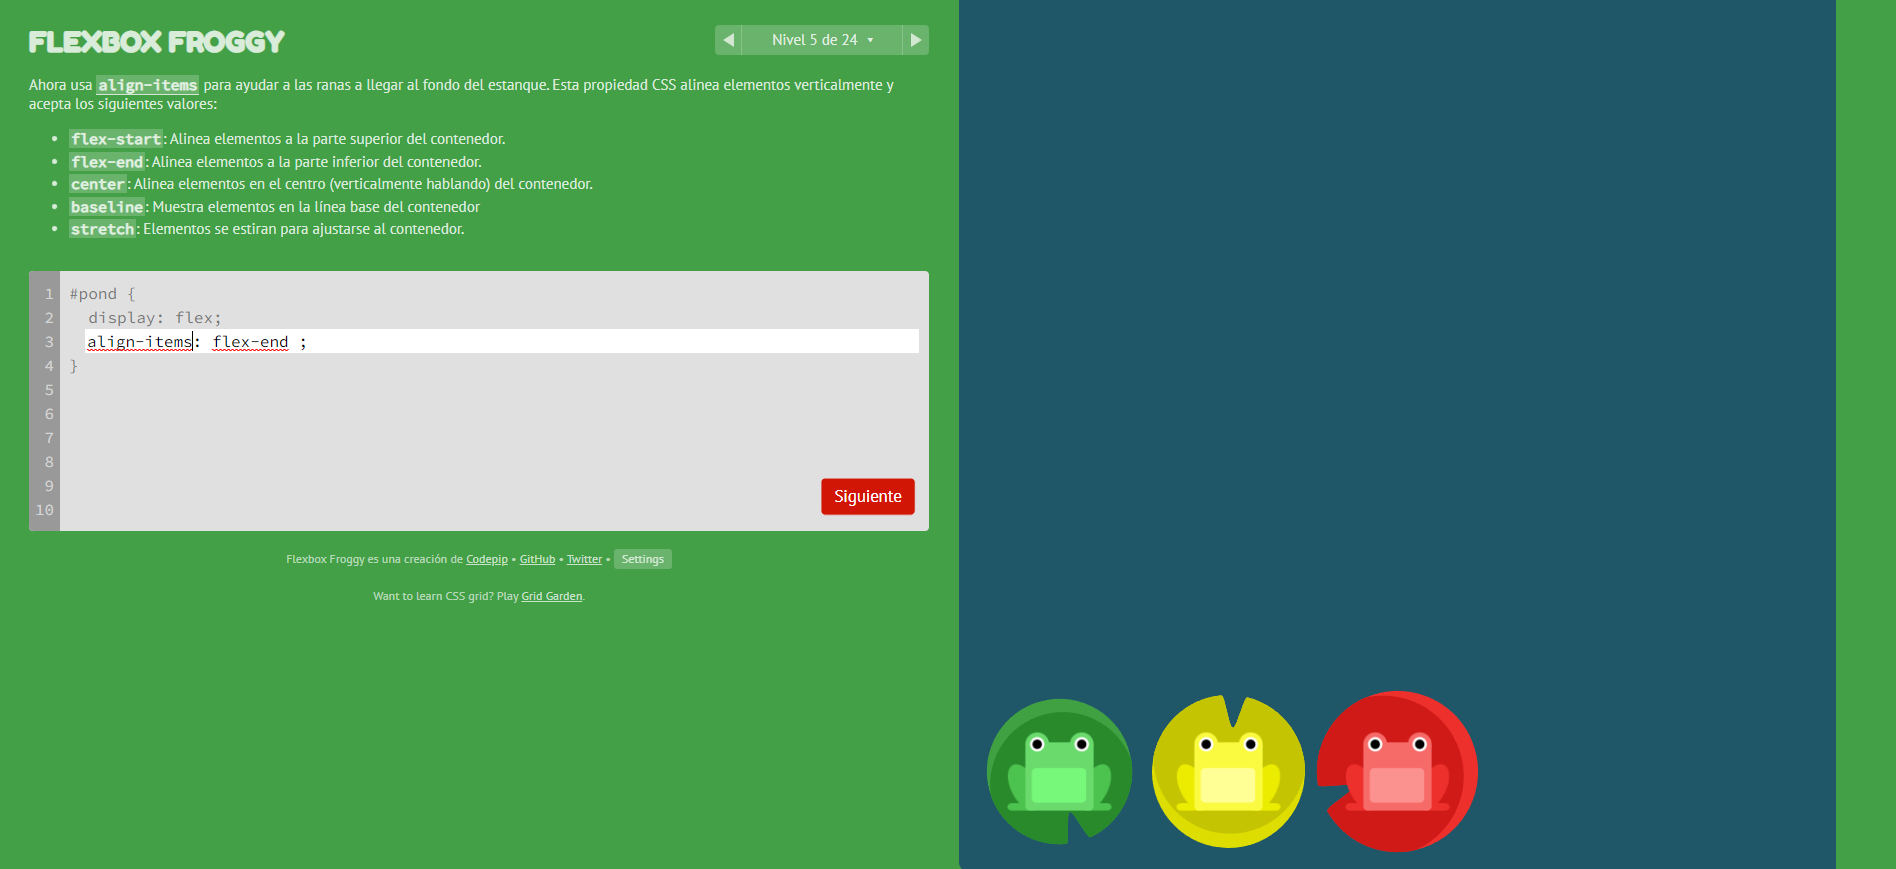 FLEXBOX FROGGY
Nivel 5 de 24
Ahora usa align-items para ayudar a las ranas a llegar al fondo del estanque. Esta propiedad CSS alinea elementos verticalmente y
acepta los siguientes valores:
• flex-start: Alinea elementos a la parte superior del contenedor.
• flex-end: Alinea elementos a la parte inferior del contenedor.
• center: Alinea elementos en el centro (verticalmente hablando) del contenedor.
• baseline: Muestra elementos en la línea base del contenedor
• stretch: Elementos se estiran para ajustarse al contenedor.
1 #pond {
2 display: flex;
3 align-items: flex-end ;
4 }
5
6
7
8
9
10
Siguiente
Flexbox Froggy es una creación de Codepip • GitHub • Twitter • Settings
Want to learn CSS grid? Play Grid Garden.